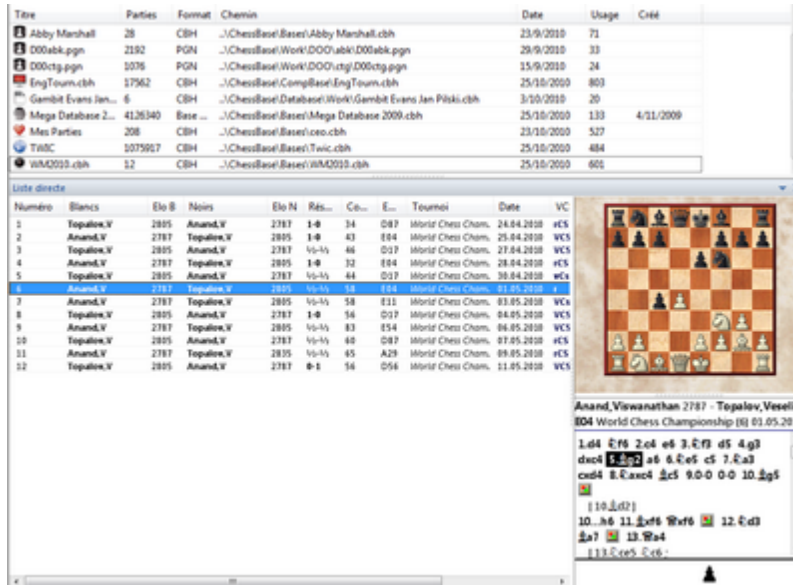 Titre Parties Format Chemin Date Usage Créé
Abby Marshall 28 CBH ..\ChessBase\Bases\Abby Marshall.cbh 23/9/2010 71
D00abk.pgn 2192 PGN ..\ChessBase\Work\DOO\abk\D00abk.pgn 29/9/2010 33
D00ctg.pgn 1076 PGN ..\ChessBase\Work\DOO\ctg\D00ctg.pgn 15/9/2010 24
EngTourn.cbh 17562 CBH ..\ChessBase\CompBase\EngTourn.cbh 25/10/2010 803
Gambit Evans Jan... 6 CBH ..\ChessBase\Database\Work\Gambit Evans Jan Pilski.cbh 3/10/2010 20
Mega Database 2... 4126340 Base ... ..\ChessBase\Bases\Mega Database 2009.cbh 25/10/2010 133 4/11/2009
Mes Parties 208 CBH ..\ChessBase\Bases\ceo.cbh 23/10/2010 527
TWIC 1075917 CBH ..\ChessBase\Bases\Twic.cbh 25/10/2010 484
WM2010.cbh 12 CBH ..\ChessBase\Bases\WM2010.cbh 25/10/2010 601
Liste directe
Numéro Blancs Elo B Noirs Elo N Rés... Co... E... Tournoi Date VC
1 Topalov,V 2805 Anand,V 2787 1-0 34 D87 World Chess Cham. 24.04.2010 rCS
2 Anand,V 2787 Topalov,V 2805 1-0 43 E04 World Chess Cham. 25.04.2010 VCS
3 Topalov,V 2805 Anand,V 2787 ½-½ 46 D17 World Chess Cham. 27.04.2010 VCS
4 Anand,V 2787 Topalov,V 2805 1-0 32 E04 World Chess Cham. 28.04.2010 rCS
5 Topalov,V 2805 Anand,V 2787 ½-½ 44 D17 World Chess Cham. 30.04.2010
6 Anand,V 2787 Topalov,V 2805 ½-½ 58 E04 World Chess Cham. 01.05.2010
7 Anand,V 2787 Topalov,V 2805 ½-½ 58 E11 World Chess Cham. 03.05.2010
8 Topalov,V 2805 Anand,V 2787 1-0 56 D17 World Chess Cham. 04.05.2010 VCS
9 Anand,V 2787 Topalov,V 2805 ½-½ 83 E54 World Chess Cham. 06.05.2010 VCS
10 Topalov,V 2805 Anand,V 2787 ½-½ 60 D87 World Chess Cham. 07.05.2010 rCS
11 Anand,V 2787 Topalov,V 2835 ½-½ 65 A29 World Chess Cham. 09.05.2010 rCS
12 Topalov,V 2805 Anand,V 2787 0-1 56 D56 World Chess Cham. 11.05.2010 VCS
Anand,Viswanathan 2787 - Topalov,Vesel
E04 World Chess Championship (6) 01.05.20
1.d4 ♘f6 2.c4 e6 3.♘f3 d5 4.g3
dxc4 5.♗g2 a6 6.♘e5 c5 7.♘a3
cxd4 8.♘axc4 ♗c5 9.0-0 0-0 10.♗g5
[10.♗d2]
10...h6 11.♗xf6 ♕xf6 12.♘d3
♗a7 13.♕a4
[13.♘ce5 ♘c6;